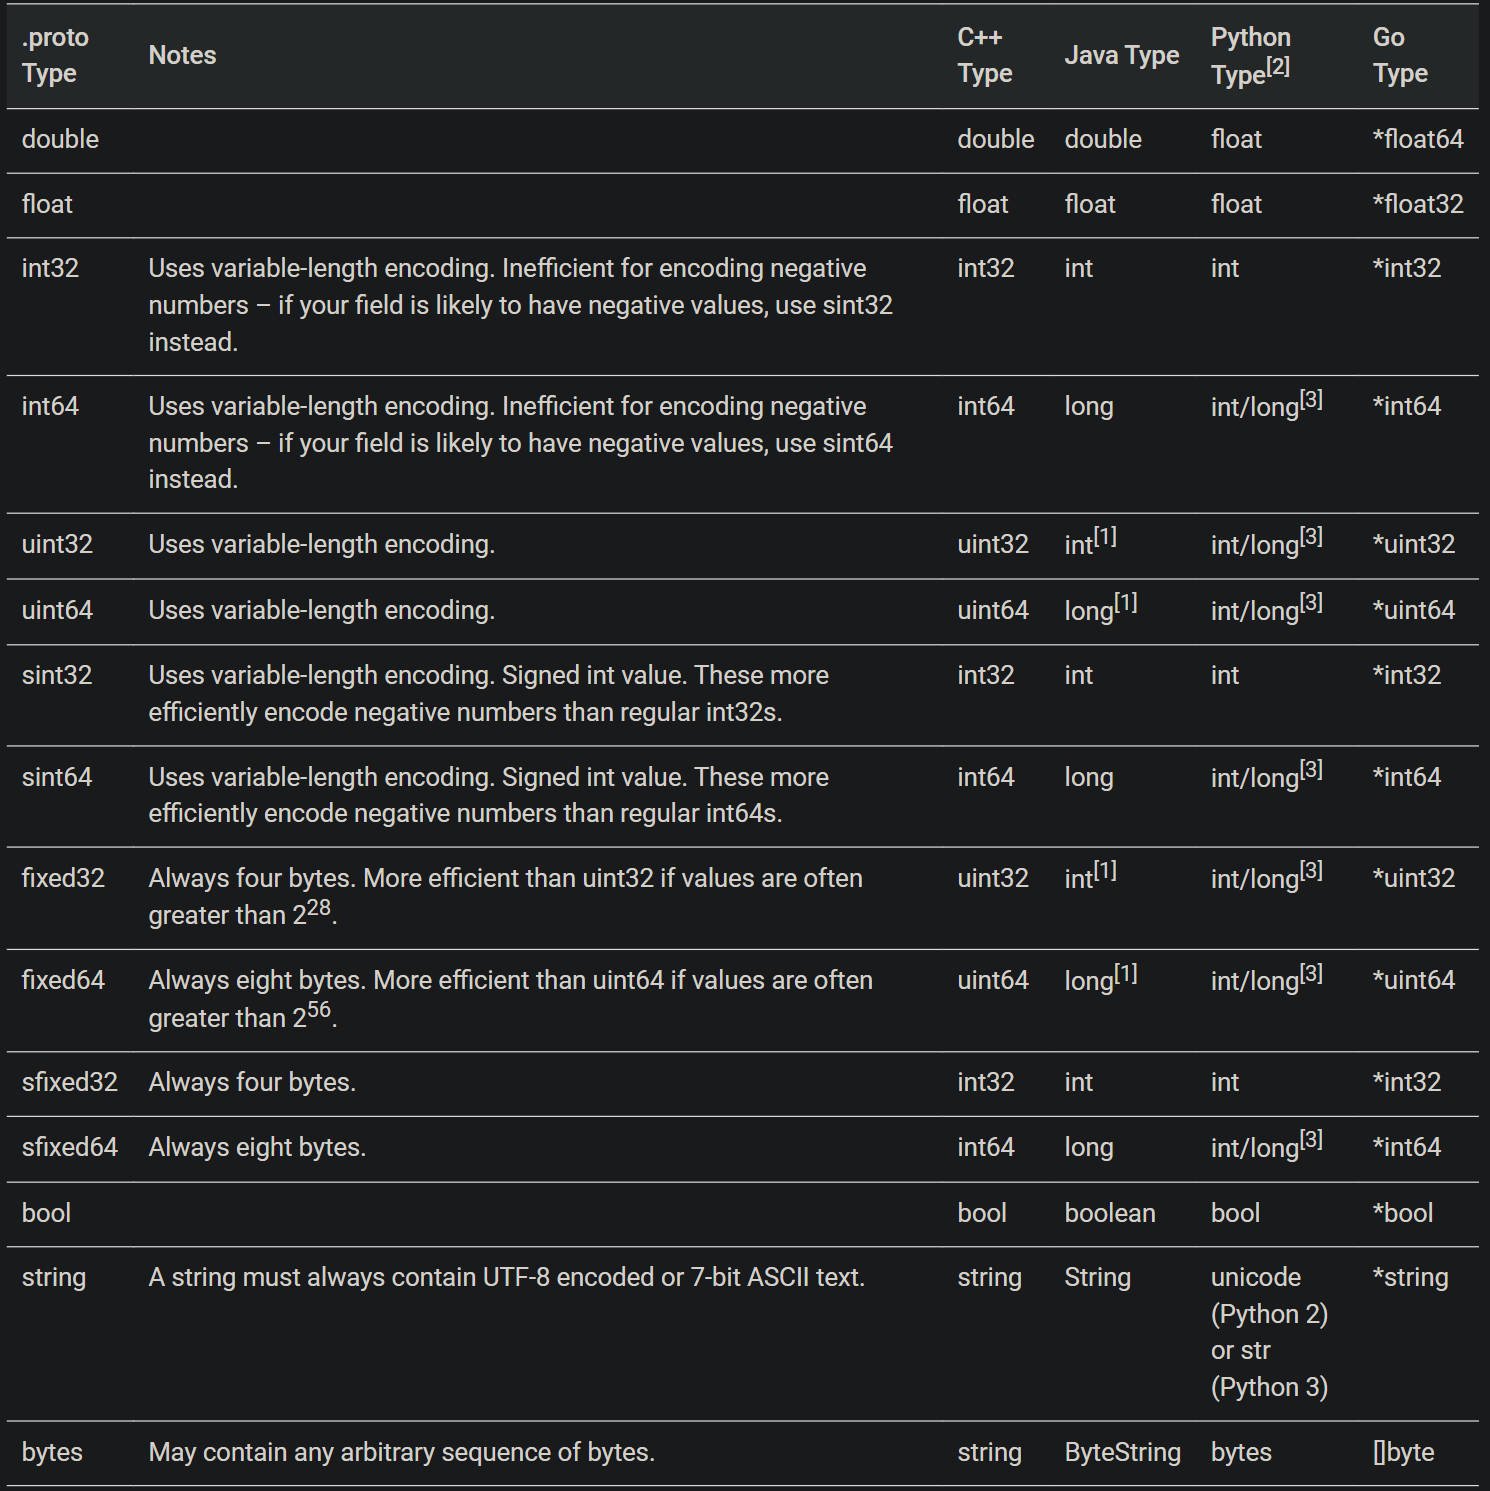 .proto Type Notes C++ Type Java Type Python Type[2] Go Type
double double double float *float64
float float float float *float32
int32 Uses variable-length encoding. Inefficient for encoding negative int32 int int *int32
numbers – if your field is likely to have negative values, use sint32
instead.
int64 Uses variable-length encoding. Inefficient for encoding negative int64 long int/long[3] *int64
numbers – if your field is likely to have negative values, use sint64
instead.
uint32 Uses variable-length encoding. uint32 int[1] int/long[3] *uint32
uint64 Uses variable-length encoding. uint64 long[1] int/long[3] *uint64
sint32 Uses variable-length encoding. Signed int value. These more int32 int int *int32
efficiently encode negative numbers than regular int32s.
sint64 Uses variable-length encoding. Signed int value. These more int64 long int/long[3] *int64
efficiently encode negative numbers than regular int64s.
fixed32 Always four bytes. More efficient than uint32 if values are often uint32 int[1] int/long[3] *uint32
greater than 2^28.
fixed64 Always eight bytes. More efficient than uint64 if values are often uint64 long[1] int/long[3] *uint64
greater than 2^56.
sfixed32 Always four bytes. int32 int int *int32
sfixed64 Always eight bytes. int64 long int/long[3] *int64
bool bool boolean bool *bool
string A string must always contain UTF-8 encoded or 7-bit ASCII text. string String unicode *string
(Python 2)
or str
(Python 3)
bytes May contain any arbitrary sequence of bytes. string ByteString bytes []byte